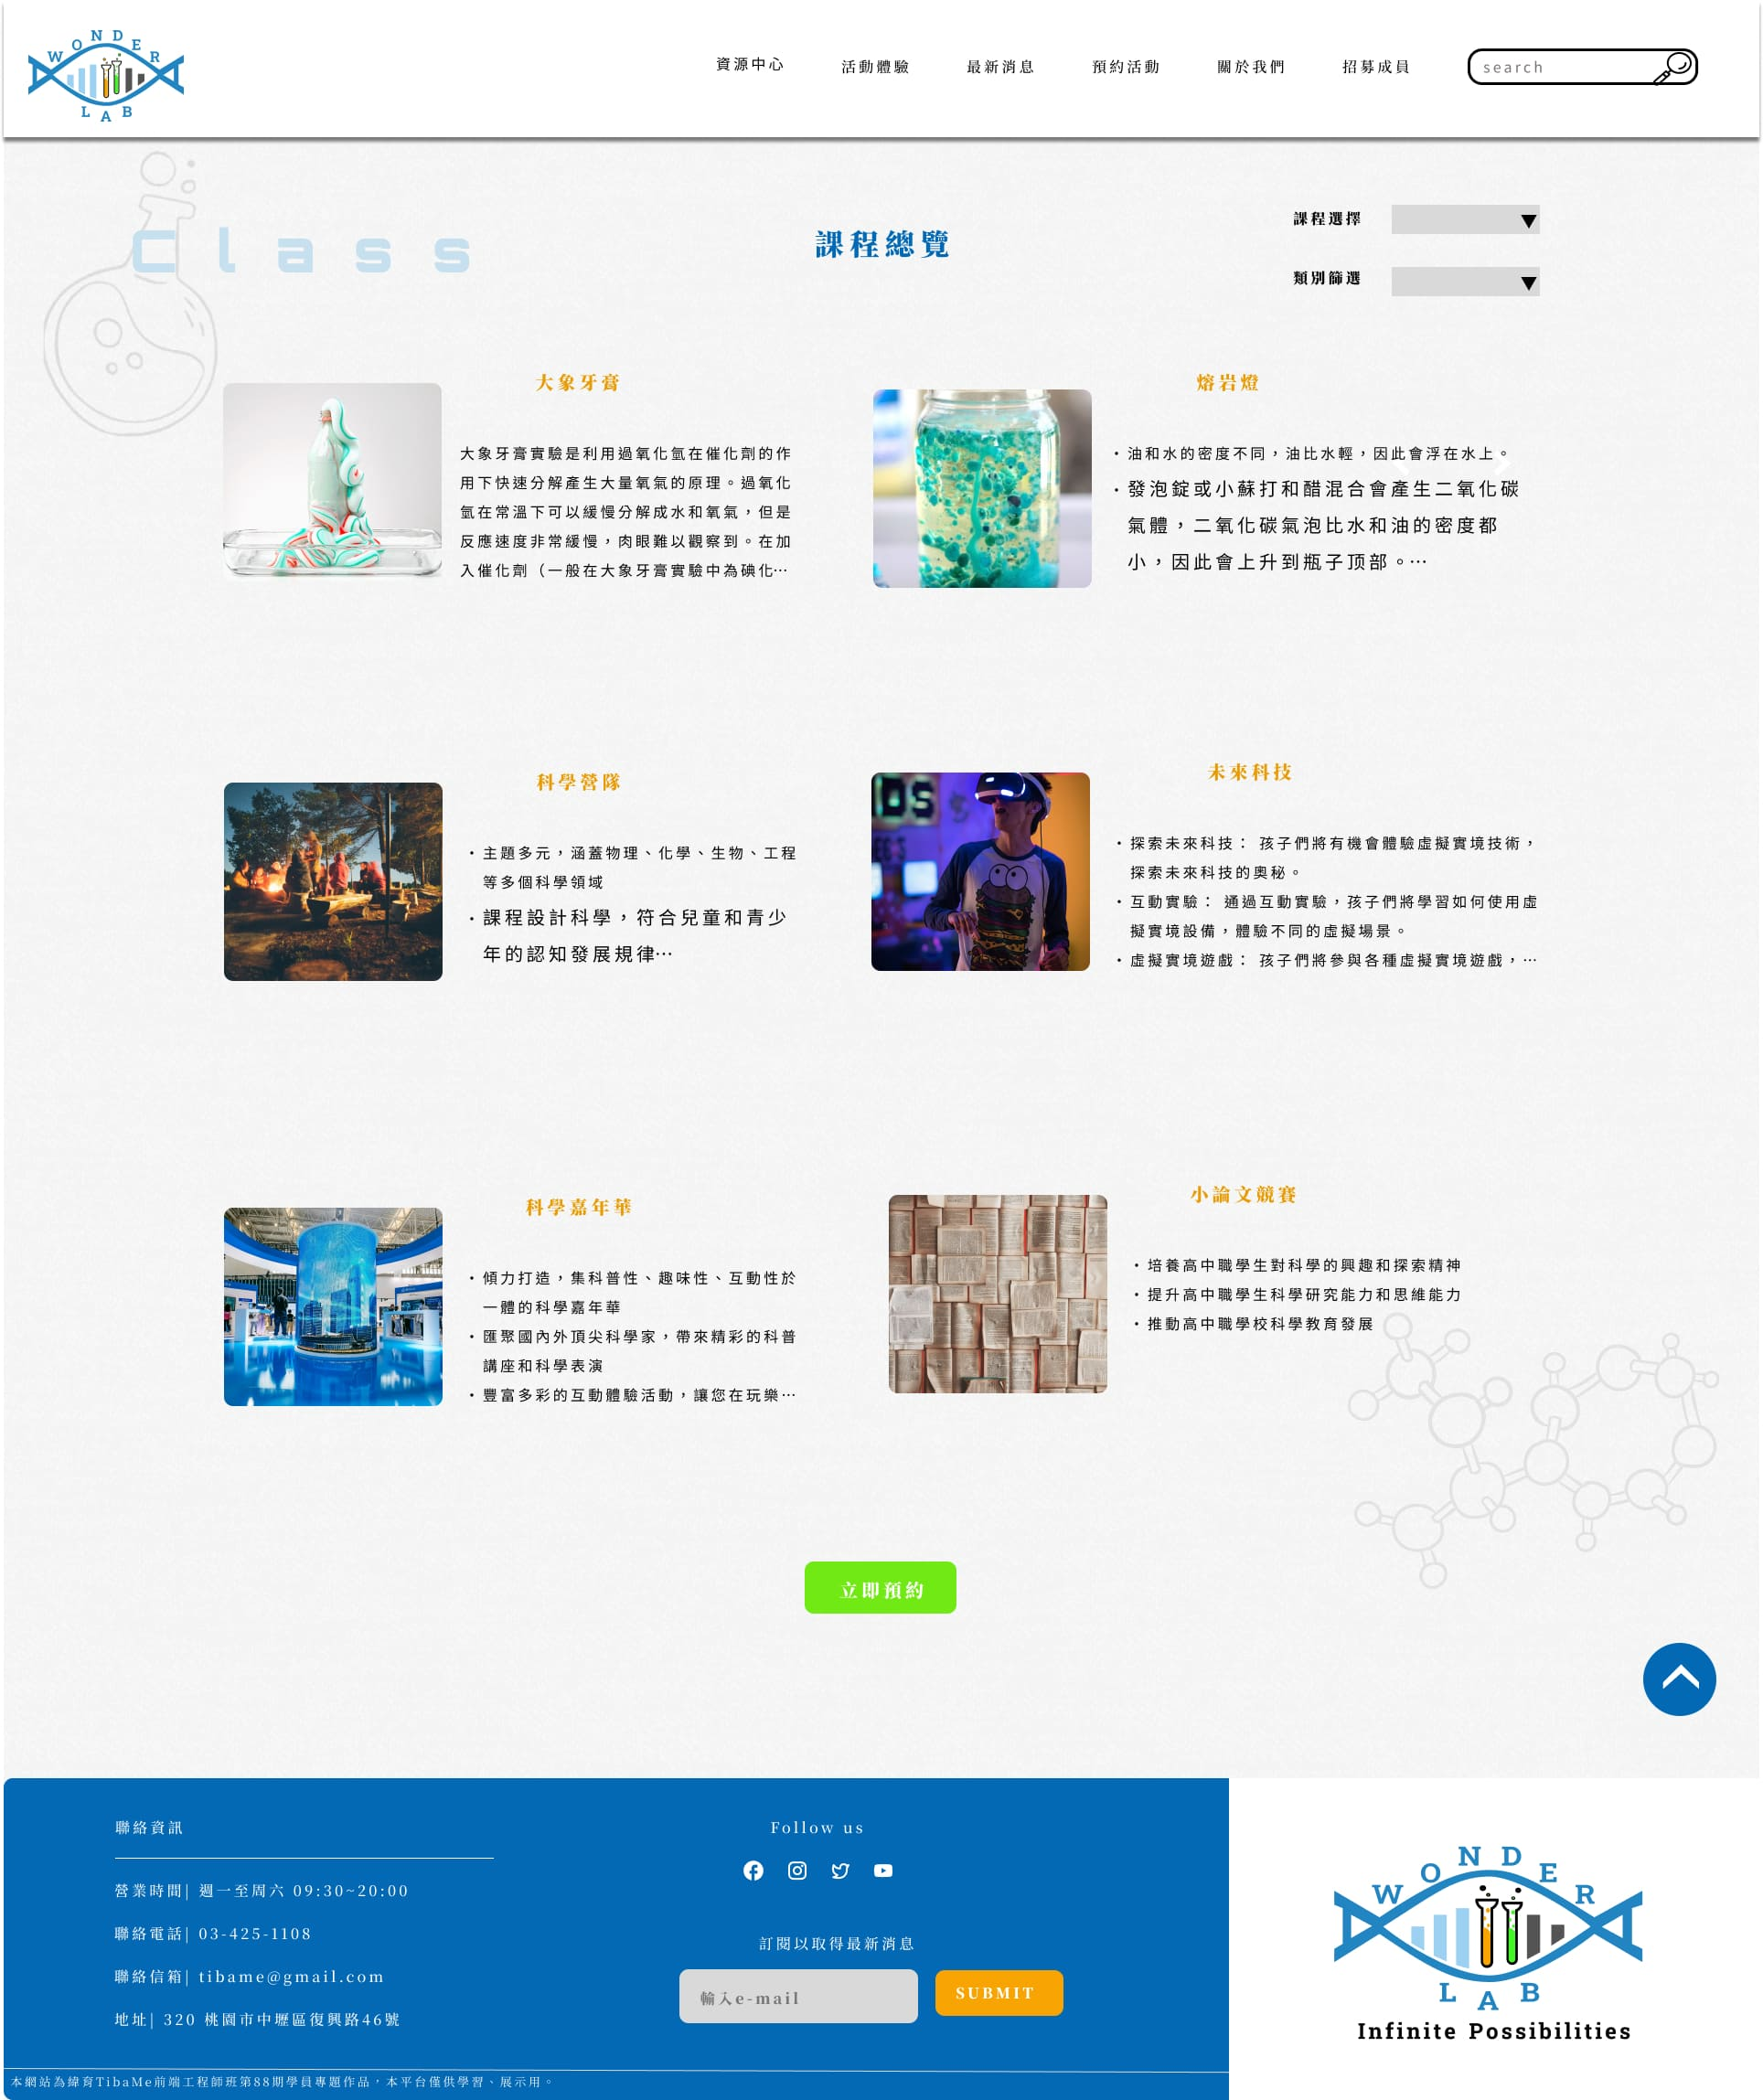 WONDER
LAB
資源中心
活動體驗
最新消息
預約活動
關於我們
招募成員
search
Class
課程總覽
課程選擇
類別篩選
大象牙膏
大象牙膏實驗是利用過氧化氫在催化劑的作
用下快速分解產生大量氧氣的原理。過氧化
氫在常溫下可以緩慢分解成水和氧氣，但是
反應速度非常緩慢，肉眼難以觀察到。在加
入催化劑（一般在大象牙膏實驗中為碘化…
熔岩燈
・油和水的密度不同，油比水輕，因此會浮在水上。
・發泡錠或小蘇打和醋混合會產生二氧化碳
氣體，二氧化碳氣泡比水和油的密度都
小，因此會上升到瓶子頂部。…
科學營隊
・主題多元，涵蓋物理、化學、生物、工程
等多個科學領域
・課程設計科學，符合兒童和青少
年的認知發展規律…
未來科技
・探索未來科技： 孩子們將有機會體驗虛擬實境技術，
探索未來科技的奧秘。
・互動實驗： 通過互動實驗，孩子們將學習如何使用虛
擬實境設備，體驗不同的虛擬場景。
・虛擬實境遊戲： 孩子們將參與各種虛擬實境遊戲，…
科學嘉年華
・傾力打造，集科普性、趣味性、互動性於
一體的科學嘉年華
・匯聚國內外頂尖科學家，帶來精彩的科普
講座和科學表演
・豐富多彩的互動體驗活動，讓您在玩樂…
小論文競賽
・培養高中職學生對科學的興趣和探索精神
・提升高中職學生科學研究能力和思維能力
・推動高中職學校科學教育發展
立即預約
聯絡資訊
營業時間| 週一至周六 09:30~20:00
聯絡電話| 03-425-1108
聯絡信箱| tibame@gmail.com
地址| 320 桃園市中壢區復興路46號
Follow us
訂閱以取得最新消息
輸入e-mail
SUBMIT
WONDER
LAB
Infinite Possibilities
本網站為緯育TibaMe前端工程師班第88期學員專題作品，本平台僅供學習、展示用。